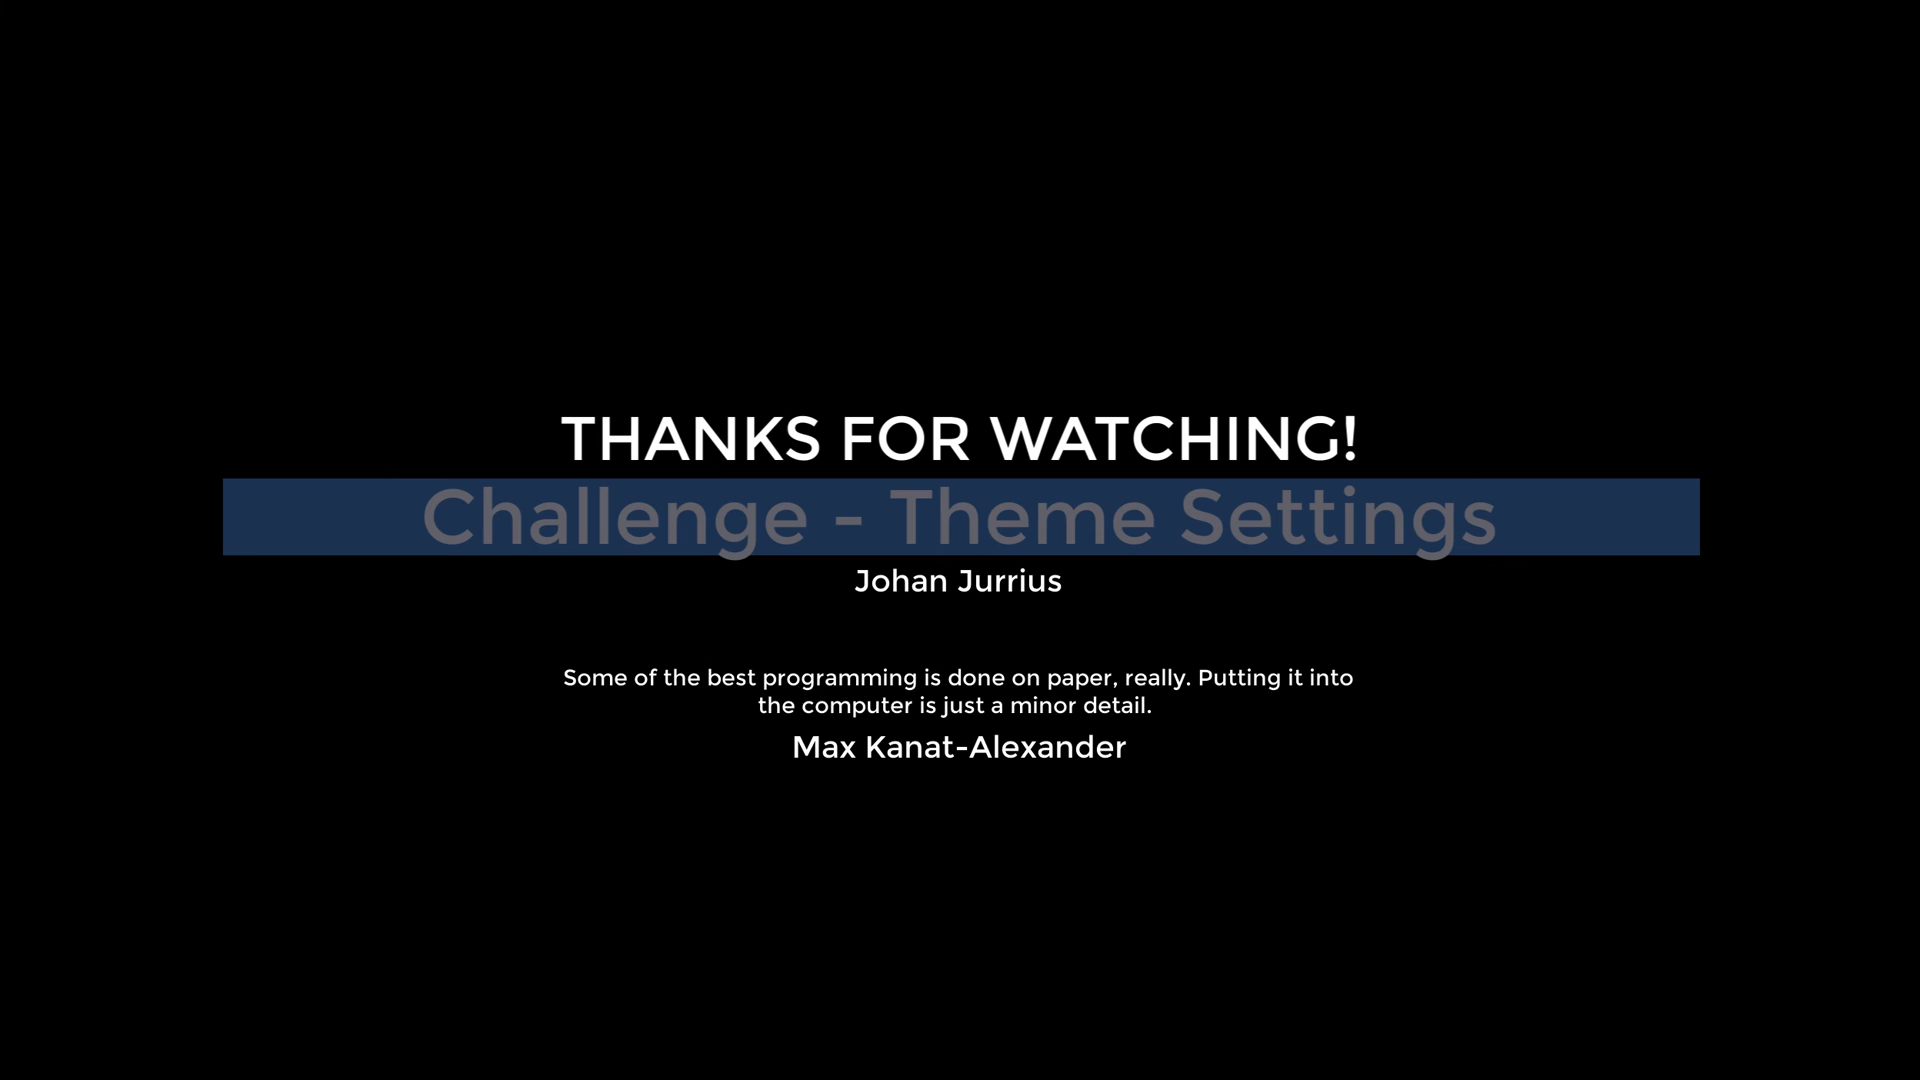 THANKS FOR WATCHING!
Challenge - Theme Settings
Johan Jurrius
Some of the best programming is done on paper, really. Putting it into
the computer is just a minor detail.
Max Kanat-Alexander